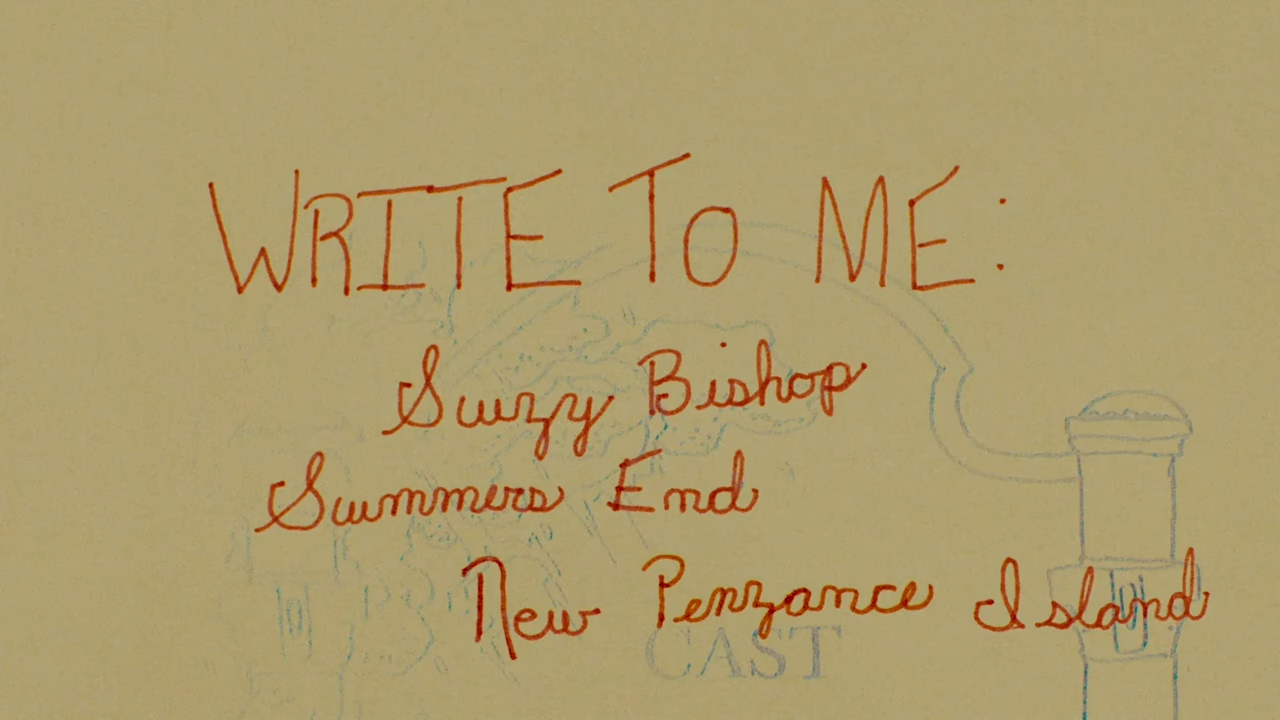 WRITE TO ME:
Suzy Bishop
Summers End
New Penzance Island
CAST